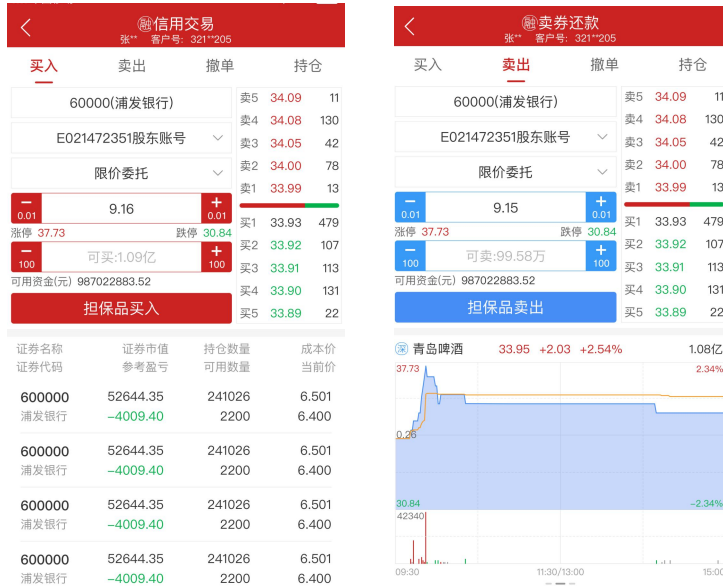 融信用交易
张** 客户号: 321**205
买入 卖出 撤单 持仓
60000(浦发银行)
E021472351股东账号
限价委托
− 0.01 9.16 + 0.01
涨停 37.73 跌停 30.84
− 100 可买:1.09亿 + 100
可用资金(元) 987022883.52
担保品买入
卖5 34.09 11
卖4 34.08 130
卖3 34.05 42
卖2 34.00 78
卖1 33.99 13
买1 33.93 479
买2 33.92 107
买3 33.91 113
买4 33.90 131
买5 33.89 22
证券名称 证券市值 持仓数量 成本价
证券代码 参考盈亏 可用数量 当前价
600000 52644.35 241026 6.501
浦发银行 −4009.40 2200 6.400
600000 52644.35 241026 6.501
浦发银行 −4009.40 2200 6.400
600000 52644.35 241026 6.501
浦发银行 −4009.40 2200 6.400
600000 52644.35 241026 6.501
浦发银行 −4009.40 2200 6.400
融卖券还款
张** 客户号: 321**205
买入 卖出 撤单 持仓
60000(浦发银行)
E021472351股东账号
限价委托
− 0.01 9.15 + 0.01
涨停 37.73 跌停 30.84
− 100 可卖:99.58万 + 100
可用资金(元) 987022883.52
担保品卖出
卖5 34.09 11
卖4 34.08 130
卖3 34.05 42
卖2 34.00 78
卖1 33.99 13
买1 33.93 479
买2 33.92 107
买3 33.91 113
买4 33.90 131
买5 33.89 22
深 青岛啤酒 33.95 +2.03 +2.54% 1.08亿
37.73 2.34%
0.26
30.84 −2.34%
42340
09:30 11:30/13:00 15:00